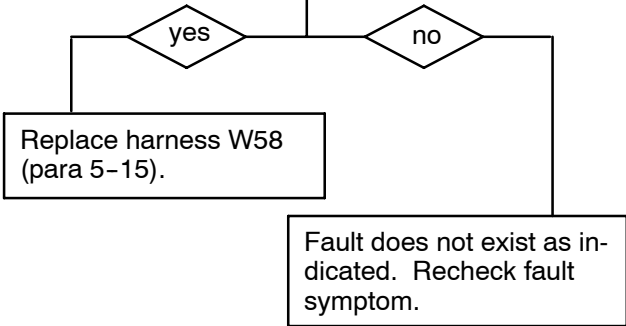 yes
no
Replace harness W58
(para 5-15).
Fault does not exist as in-
dicated. Recheck fault
symptom.